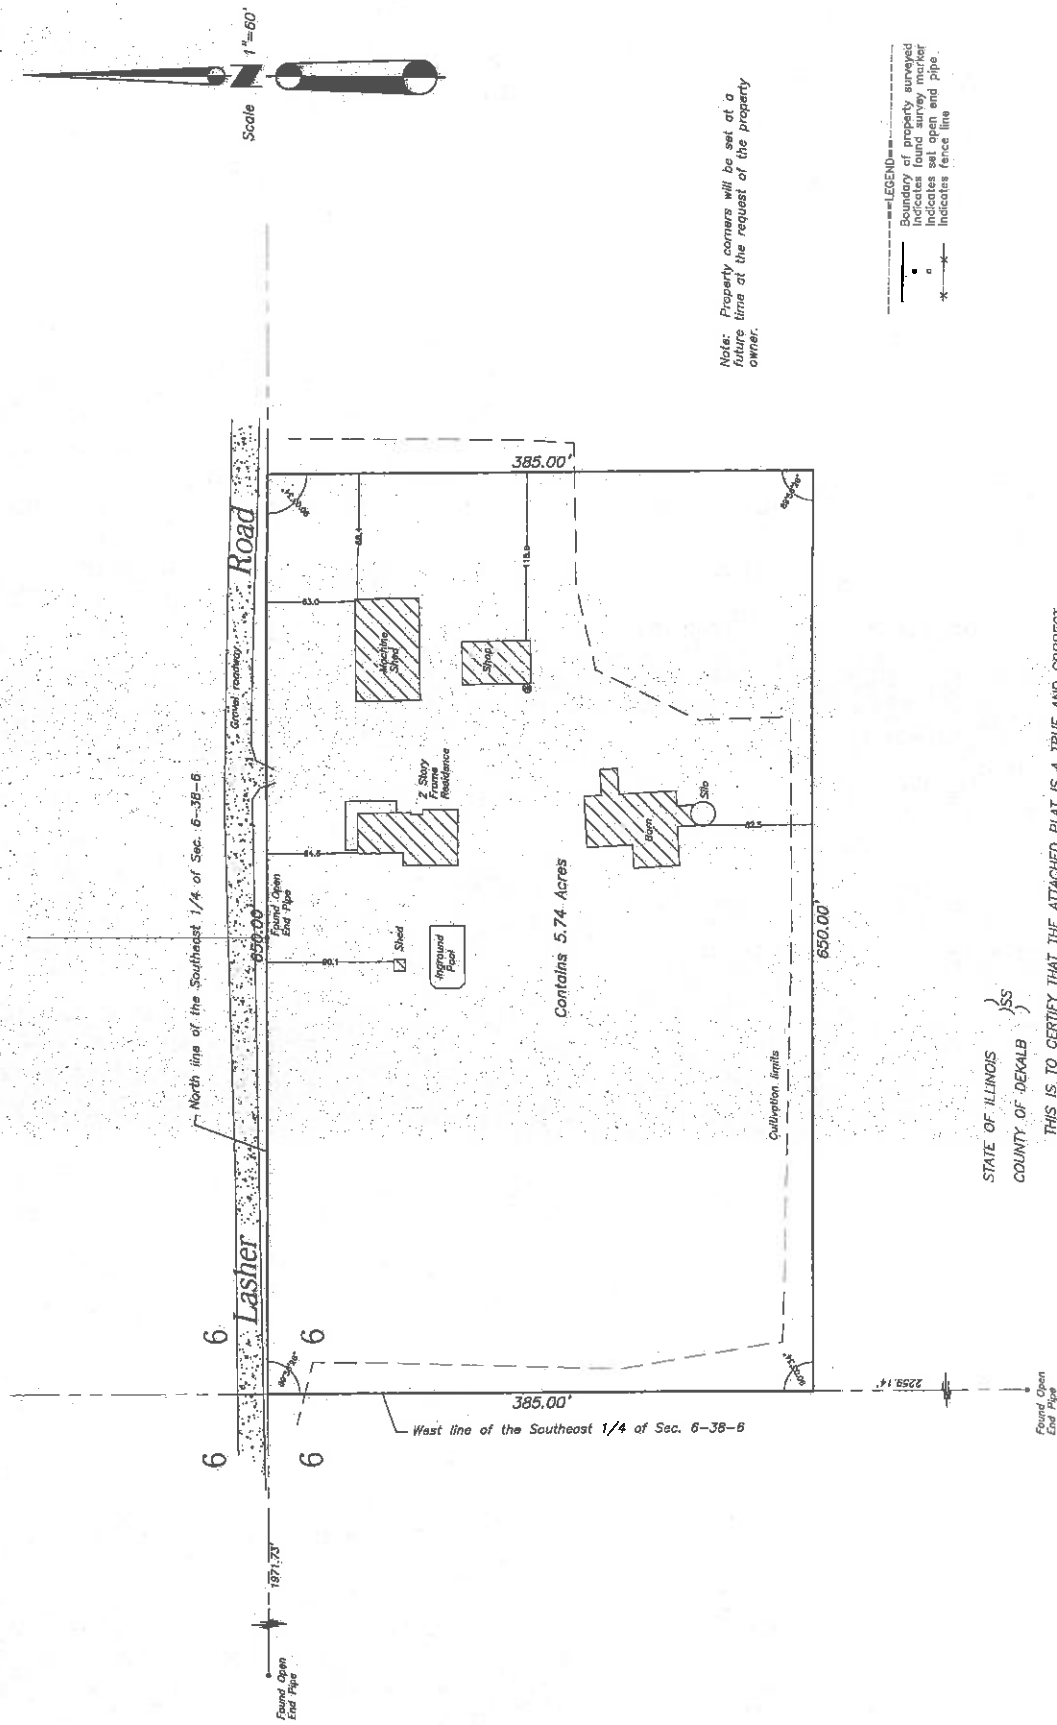 Scale 1"=60'
N
Lasher Road
Gravel roadway
North line of the Southeast 1/4 of Sec. 6-38-6
6
6
6
6
650.00'
Found Open
End Pipe
1971.73'
Found Open
End Pipe
385.00'
385.00'
63.0
115.9
Machine
Shed
Shop
2 Story
Frame
Residence
Shed
Inground
Pool
Barn
Silo
Contains 5.74 Acres
Cultivation limits
650.00'
West line of the Southeast 1/4 of Sec. 6-38-6
2259.14'
Found Open
End Pipe
Note: Property corners will be set at a
future time at the request of the property
owner.
LEGEND
Boundary of property surveyed
Indicates found survey marker
Indicates set open end pipe
Indicates fence line
STATE OF ILLINOIS )
)SS
COUNTY OF DEKALB )
THIS IS TO CERTIFY THAT THE ATTACHED PLAT IS A TRUE AND CORRECT